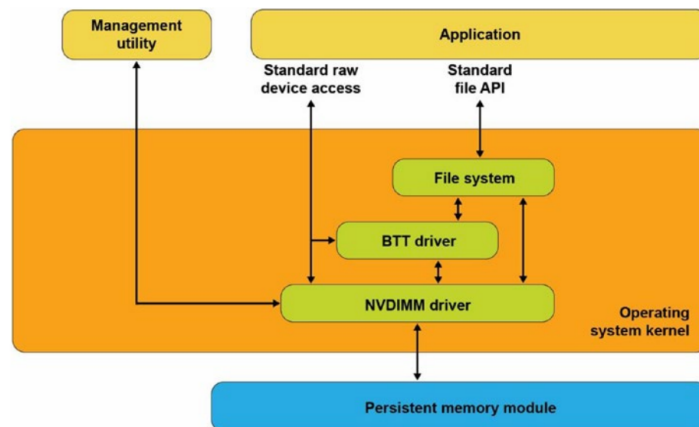 Management
utility
Application
Standard raw
device access
Standard
file API
File system
BTT driver
NVDIMM driver
Operating
system kernel
Persistent memory module